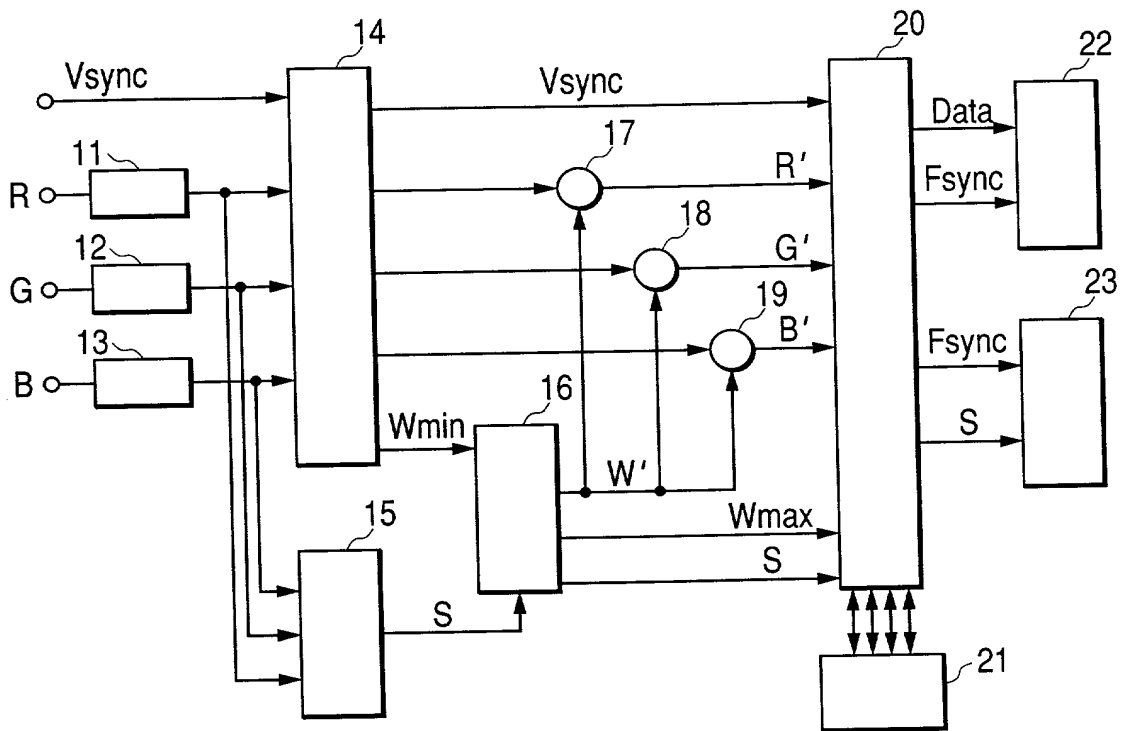 14
20
22
Vsync
Vsync
Data
11
17
R
R′
Fsync
12
18
G
G′
13
19
23
B
B′
Fsync
16
Wmin
S
W′
15
Wmax
S
S
21